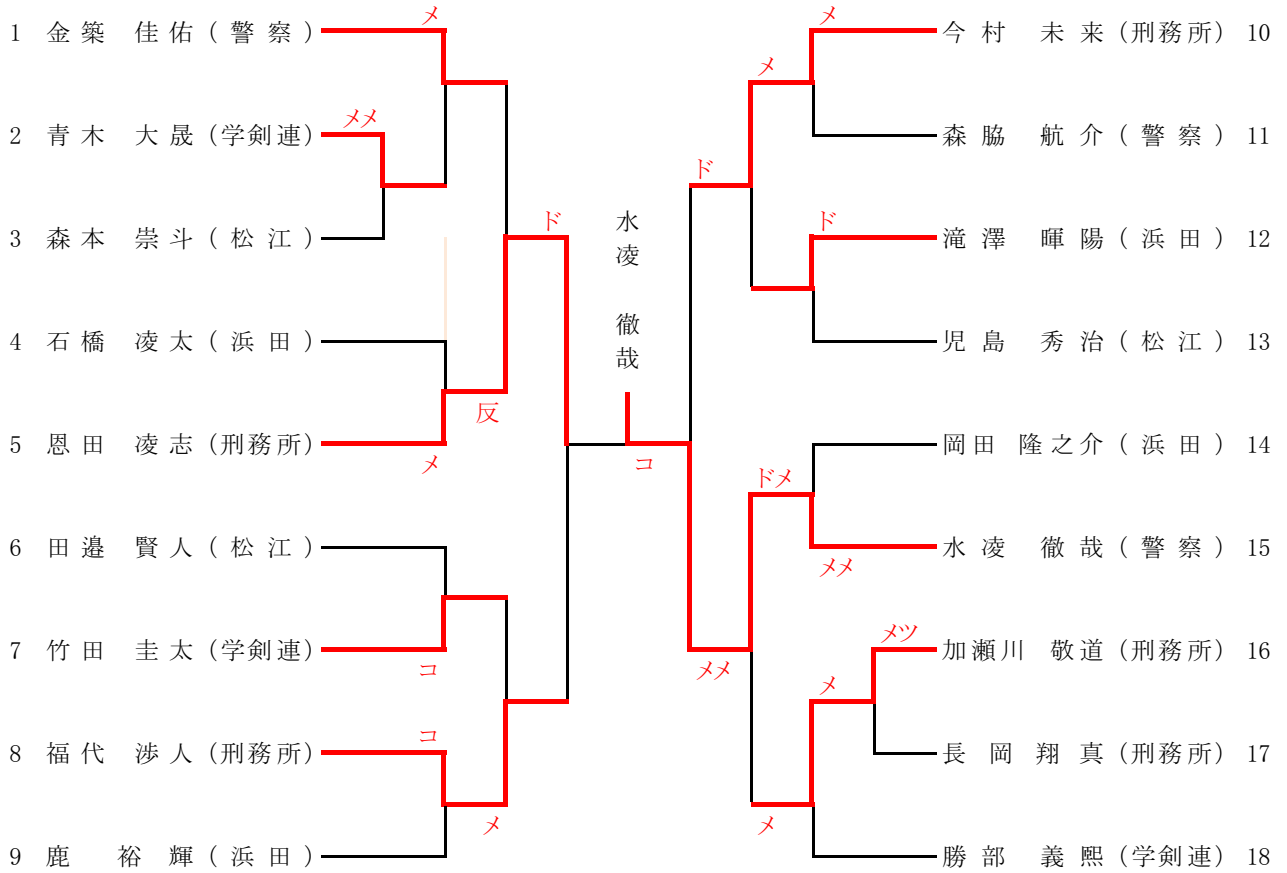 メ
1 金築 佳佑(警察)
メメ
2 青木 大晟(学剣連)
3 森本 崇斗(松江)
4 石橋 凌太(浜田)
反
5 恩田 凌志(刑務所)
メ
6 田邉 賢人(松江)
7 竹田 圭太(学剣連)
コ
コ
8 福代 渉人(刑務所)
メ
9 鹿 裕輝(浜田)
ド
水凌 徹哉
コ
メ
今村 未来(刑務所) 10
メ
森脇 航介(警察) 11
ド
ド
滝澤 暉陽(浜田) 12
児島 秀治(松江) 13
岡田 隆之介(浜田) 14
ドメ
水凌 徹哉(警察) 15
メメ
メツ
加瀬川 敬道(刑務所) 16
メメ
メ
長岡翔真(刑務所) 17
メ
勝部 義熙(学剣連) 18